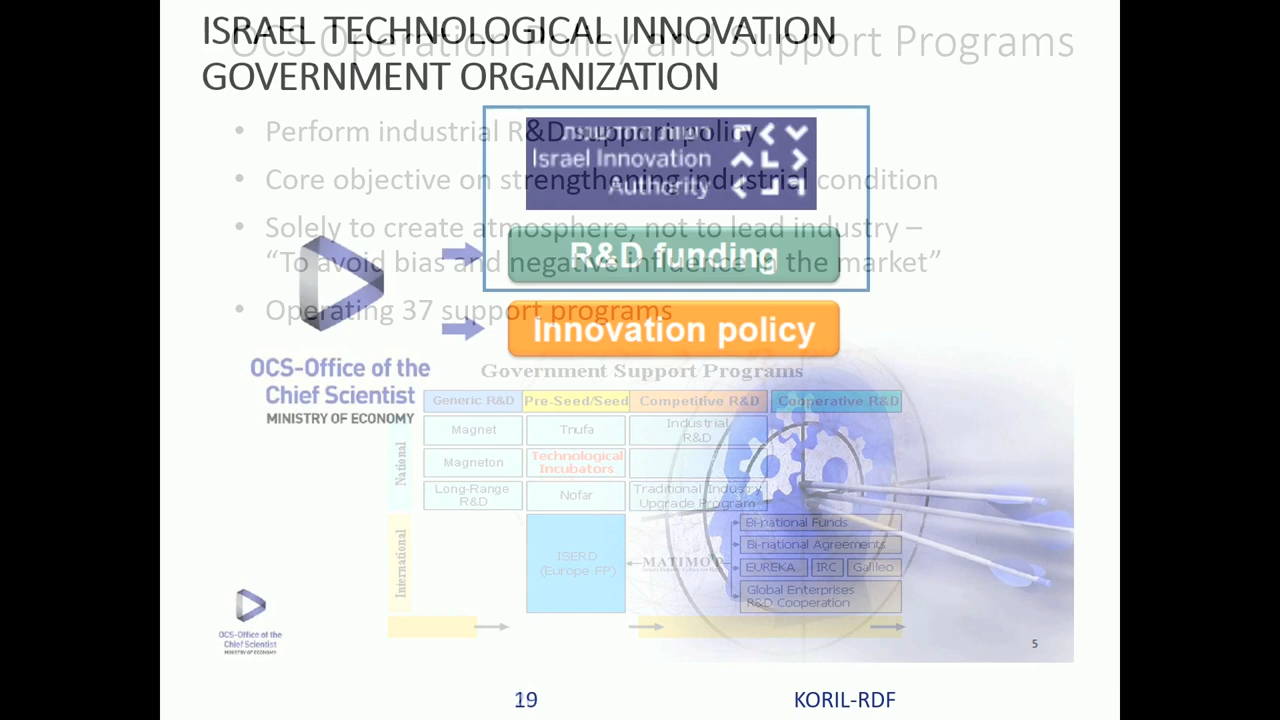 ISRAEL TECHNOLOGICAL INNOVATION
GOVERNMENT ORGANIZATION
OCS Operation Policy and Support Programs
• Perform industrial R&D support policy
• Core objective on strengthening industrial condition
• Solely to create atmosphere, not to lead industry –
“To avoid bias and negative influence in the market”
• Operating 37 support programs
Israel Innovation
Authority
R&D funding
Innovation policy
OCS-Office of the
Chief Scientist
MINISTRY OF ECONOMY
Government Support Programs
Generic R&D Pre-Seed/Seed Competitive R&D Cooperative R&D
National
Magnet Tnufa Industrial R&D
Magneton Technological Incubators
Long-Range R&D Nofar Traditional Industry Upgrade Program
International
ISERD
(Europe FP)
MATIMOP
Bi-national Funds
Bi-national Agreements
EUREKA IRC Galileo
Global Enterprises
R&D Cooperation
OCS-Office of the
Chief Scientist
MINISTRY OF ECONOMY
5
19
KORIL-RDF